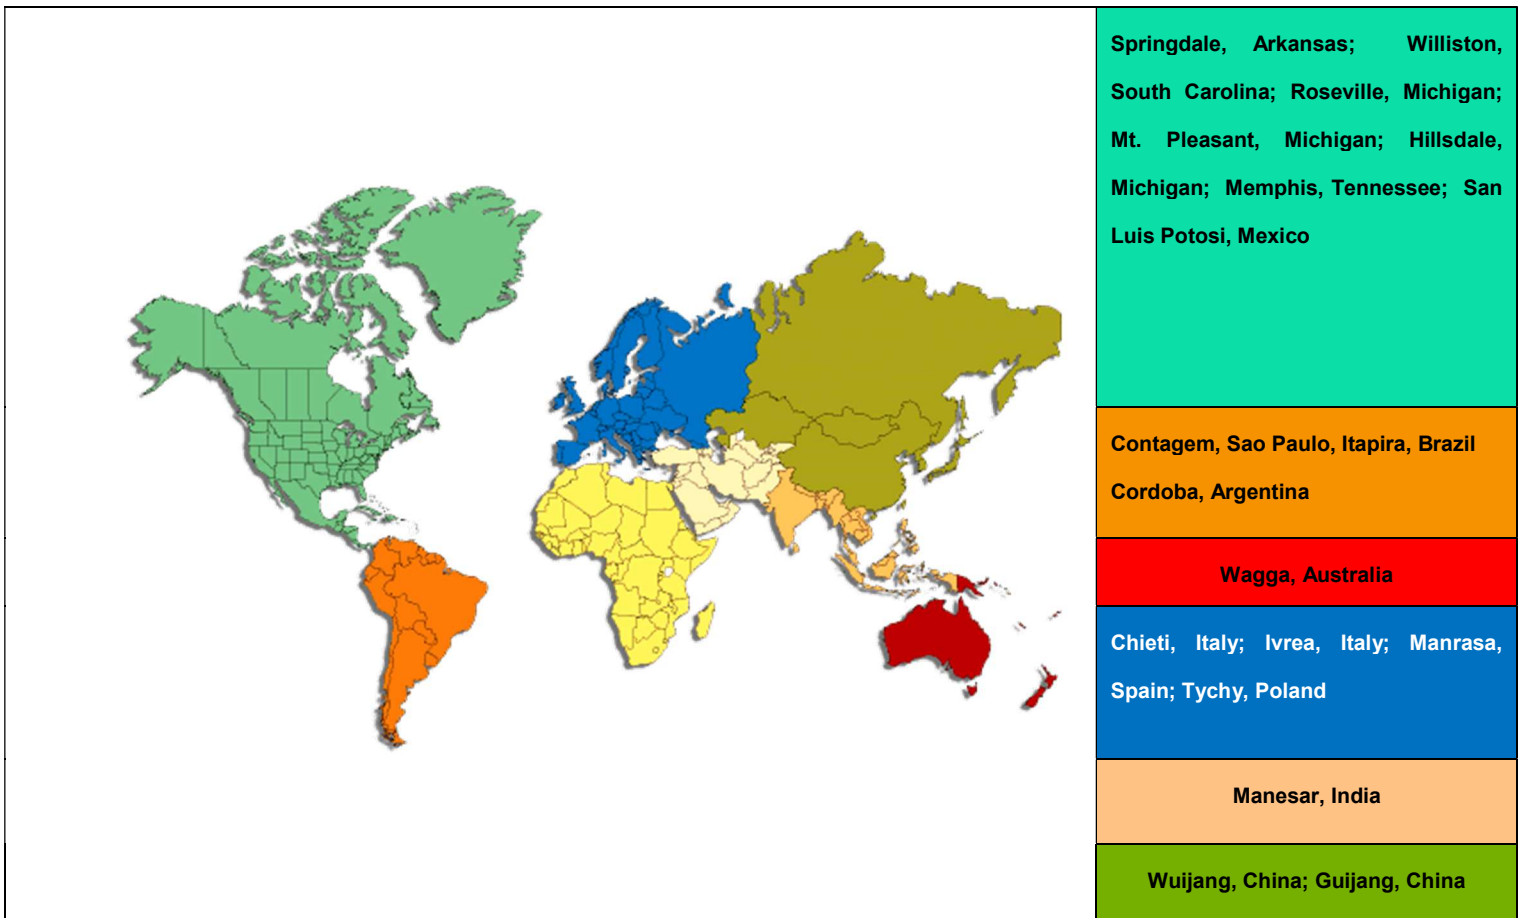 Springdale, Arkansas; Williston,
South Carolina; Roseville, Michigan;
Mt. Pleasant, Michigan; Hillsdale,
Michigan; Memphis, Tennessee; San
Luis Potosi, Mexico
Contagem, Sao Paulo, Itapira, Brazil
Cordoba, Argentina
Wagga, Australia
Chieti, Italy; Ivrea, Italy; Manrasa,
Spain; Tychy, Poland
Manesar, India
Wuijang, China; Guijang, China